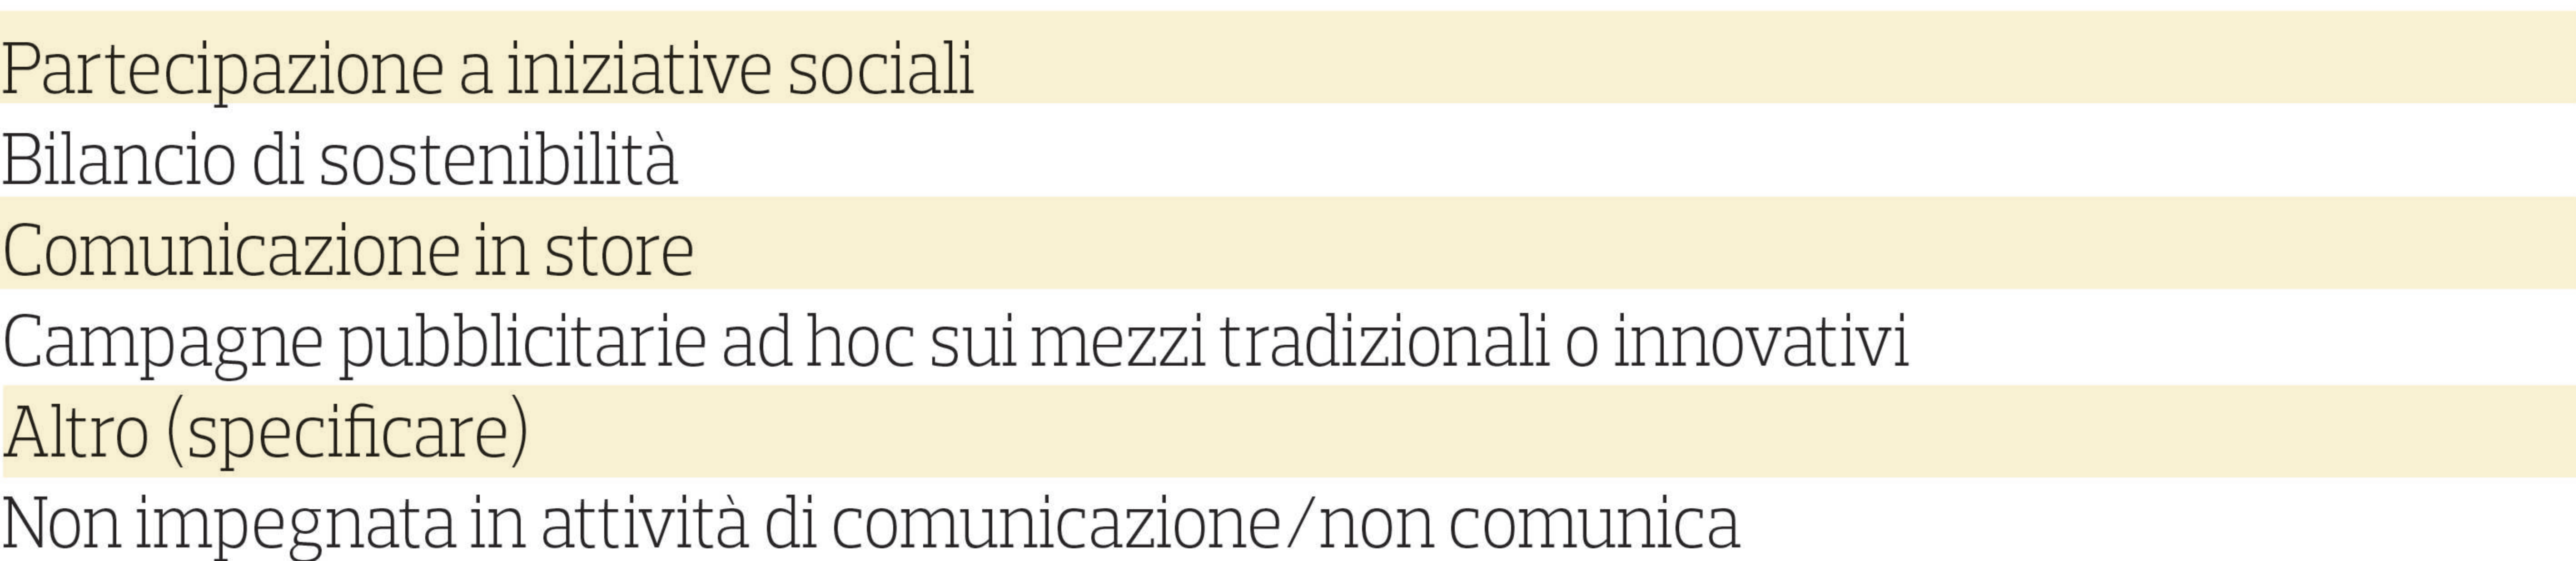 Partecipazione a iniziative sociali
Bilancio di sostenibilità
Comunicazione in store
Campagne pubblicitarie ad hoc sui mezzi tradizionali o innovativi
Altro (specificare)
Non impegnata in attività di comunicazione/non comunica